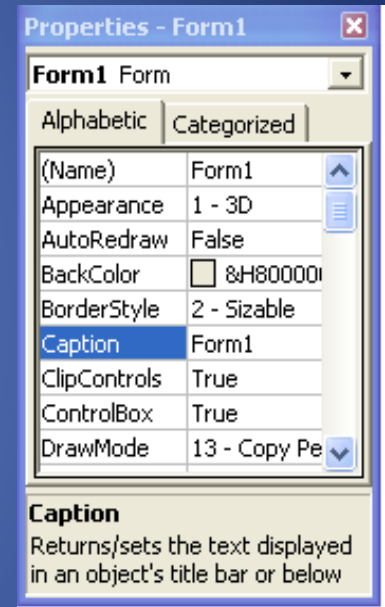 Properties - Form1
Form1 Form
Alphabetic Categorized
(Name) Form1
Appearance 1 - 3D
AutoRedraw False
BackColor &H800000
BorderStyle 2 - Sizable
Caption Form1
ClipControls True
ControlBox True
DrawMode 13 - Copy Pe
Caption
Returns/sets the text displayed
in an object's title bar or below